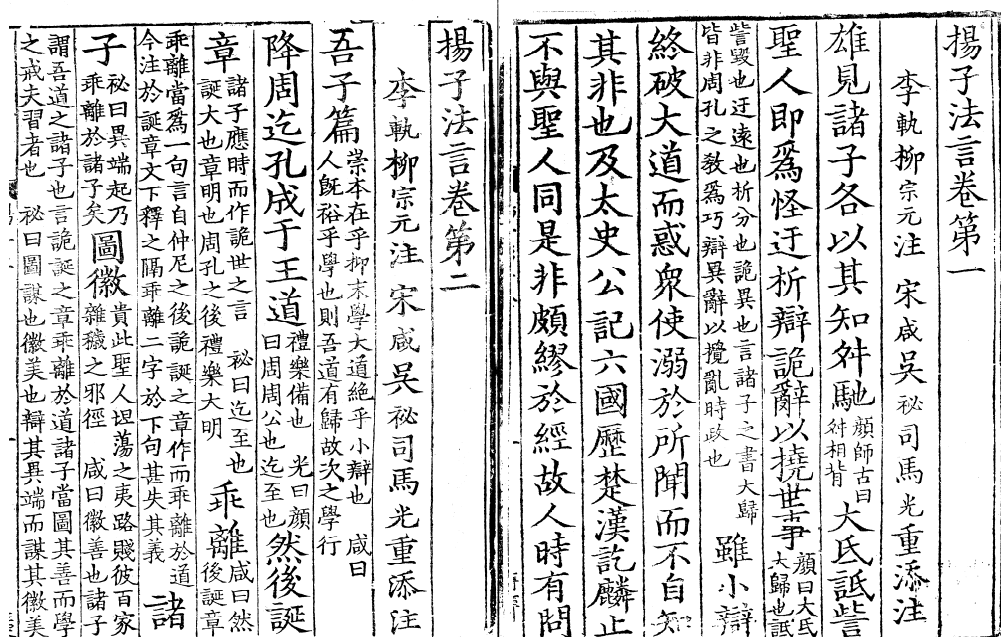 揚子法言卷第一
李軌柳宗元注 宋咸吳祕司馬光重添注
雄見諸子各以其知舛馳顏師古曰舛相背大氐詆訾
聖人即爲怪迂析辯詭辭以撓世事顏曰大氐大歸也詆
訾毀也迂遠也析分也詭異也言諸子之書大歸皆非周孔之教爲巧辯異辭以攪亂時政也雖小辯
終破大道而惑衆使溺於所聞而不自知
其非也及太史公記六國歷楚漢訖麟止
不與聖人同是非頗繆於經故人時有問
揚子法言卷第二
李軌柳宗元注 宋咸吳祕司馬光重添注
吾子篇崇本在乎抑末學大道絶乎小辯也 咸曰人旣裕乎學也則吾道有歸故次之學行
降周迄孔成于王道禮樂備也 光曰顏曰周周公也迄至也然後誕
章諸子應時而作詭世之言 祕曰迄至也誕大也章明也周孔之後禮樂大明乖離咸曰然後誕章
乖離當爲一句言自仲尼之後詭誕之章作而乖離於道今注於誕章文下釋之隔乖離二字於下句甚失其義諸
子祕曰異端起乃乖離於諸子矣圖徽貴此聖人坦蕩之夷路賤彼百家雜穢之邪徑 咸曰徽善也諸子
謂吾道之諸子也言詭誕之章乖離於道諸子當圖其善而學之戒夫習者也 祕曰圖謀也徽美也辯其異端而謀其徽美